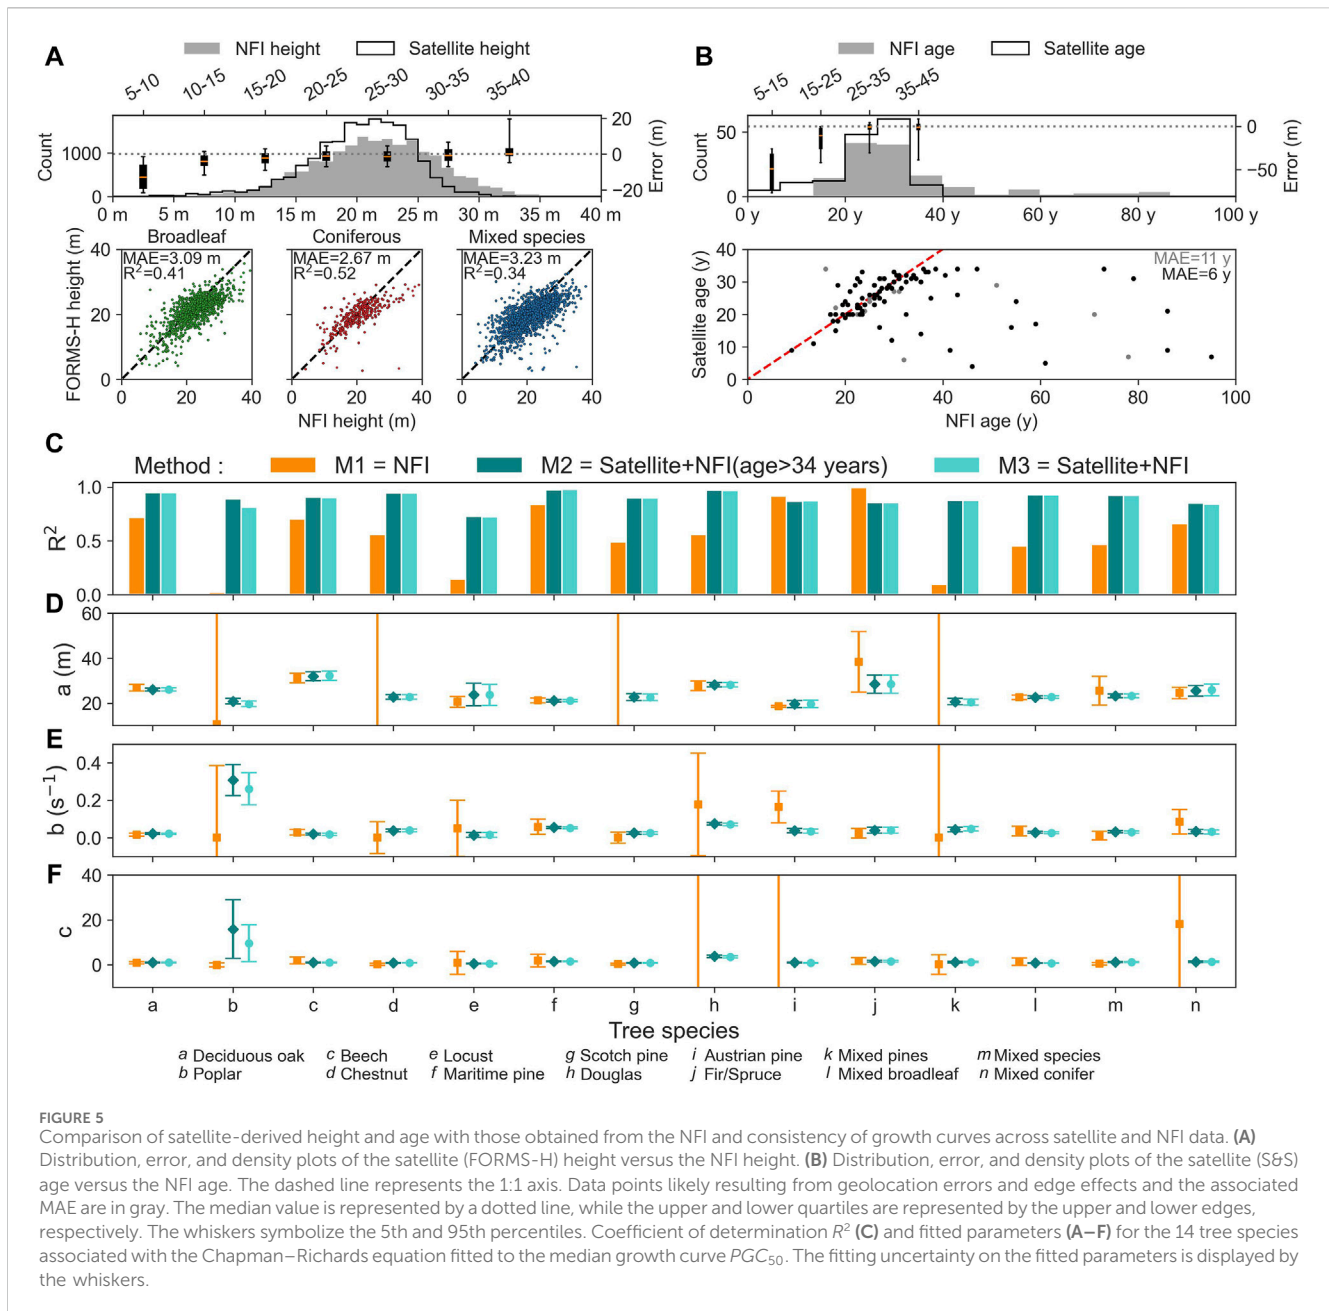 A
NFI height
Satellite height
5-10
10-15
15-20
20-25
25-30
30-35
35-40
Count
1000
0
20
0
−20
Error (m)
0 m
5 m
10 m
15 m
20 m
25 m
30 m
35 m
40 m
Broadleaf
Coniferous
Mixed species
FORMS-H height (m)
40
20
0
MAE=3.09 m
R²=0.41
MAE=2.67 m
R²=0.52
MAE=3.23 m
R²=0.34
0
20
40
0
20
40
0
20
40
NFI height (m)
B
NFI age
Satellite age
5-15
15-25
25-35
35-45
Count
50
0
0
−50
Error (m)
0 y
20 y
40 y
60 y
80 y
100 y
Satellite age (y)
40
30
20
10
0
MAE=11 y
MAE=6 y
0
20
40
60
80
100
NFI age (y)
C
Method :
M1 = NFI
M2 = Satellite+NFI(age>34 years)
M3 = Satellite+NFI
R²
1.0
0.5
0.0
D
a (m)
60
40
20
E
b (s⁻¹)
0.4
0.2
0.0
F
c
40
20
0
a b c d e f g h i j k l m n
Tree species
a Deciduous oak
c Beech
e Locust
g Scotch pine
i Austrian pine
k Mixed pines
m Mixed species
b Poplar
d Chestnut
f Maritime pine
h Douglas
j Fir/Spruce
l Mixed broadleaf
n Mixed conifer
FIGURE 5
Comparison of satellite-derived height and age with those obtained from the NFI and consistency of growth curves across satellite and NFI data. (A)
Distribution, error, and density plots of the satellite (FORMS-H) height versus the NFI height. (B) Distribution, error, and density plots of the satellite (S&S)
age versus the NFI age. The dashed line represents the 1:1 axis. Data points likely resulting from geolocation errors and edge effects and the associated
MAE are in gray. The median value is represented by a dotted line, while the upper and lower quartiles are represented by the upper and lower edges,
respectively. The whiskers symbolize the 5th and 95th percentiles. Coefficient of determination R² (C) and fitted parameters (A–F) for the 14 tree species
associated with the Chapman–Richards equation fitted to the median growth curve PGC₅₀. The fitting uncertainty on the fitted parameters is displayed by
the whiskers.